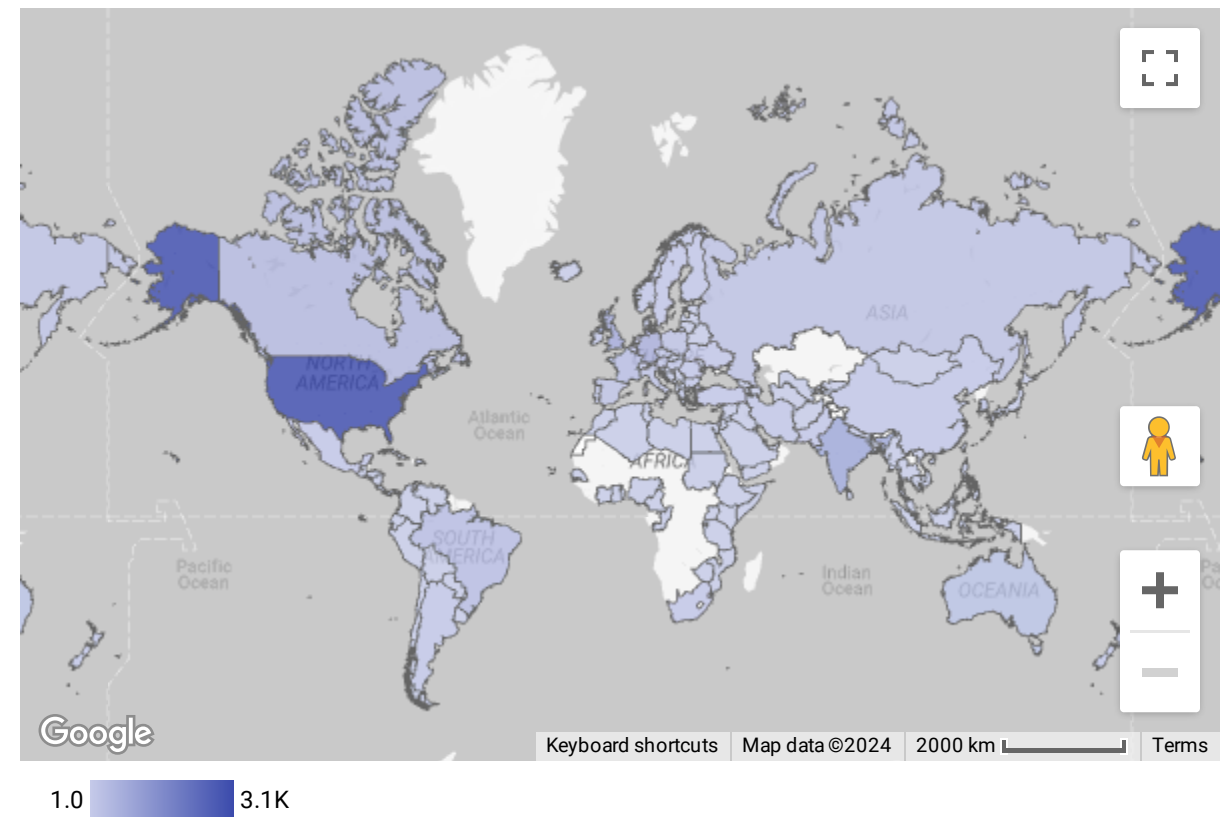 ASIA
NORTH
AMERICA
Atlantic
Ocean
AFRICA
SOUTH
AMERICA
Pacific
Ocean
Indian
Ocean
OCEANIA
Google
Keyboard shortcuts
Map data ©2024
2000 km
Terms
1.0
3.1K